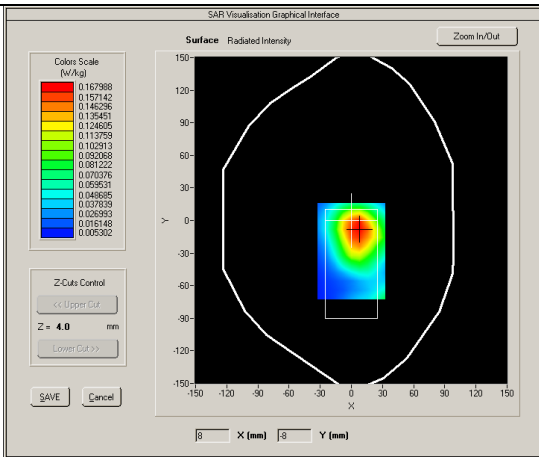 SAR Visualisation Graphical Interface
Surface Radiated Intensity
Zoom In/Out
Colors Scale
(W/kg)
0.167988
0.157142
0.146296
0.135451
0.124605
0.113759
0.102913
0.092068
0.081222
0.070376
0.059531
0.048685
0.037839
0.026993
0.016148
0.005302
Z-Cuts Control
<< Upper Cut
Z = 4.0 mm
Lower Cut >>
SAVE Cancel
150
120
90
60
30
0
-30
-60
-90
-120
-150
Y
-150 -120 -90 -60 -30 0 30 60 90 120 150
X
8 X (mm) -8 Y (mm)